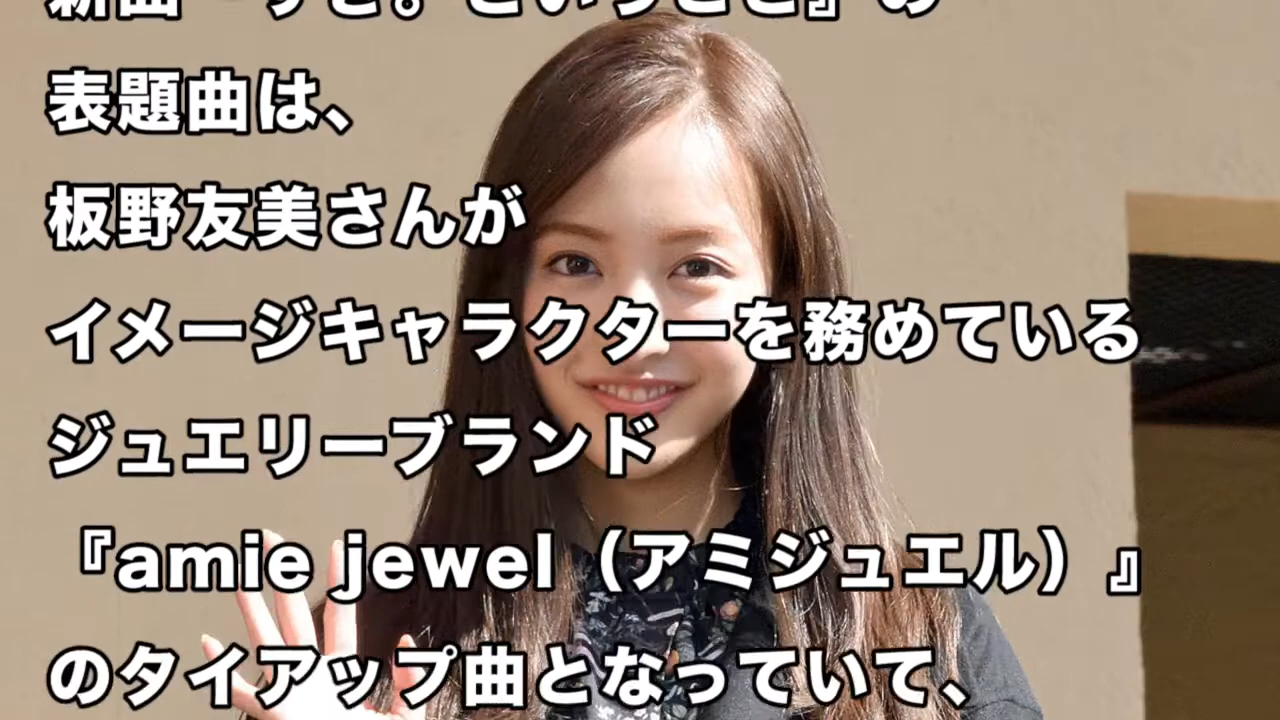 表題曲は、
板野友美さんが
イメージキャラクターを務めている
ジュエリーブランド
『amie jewel（アミジュエル）』
のタイアップ曲となっていて、